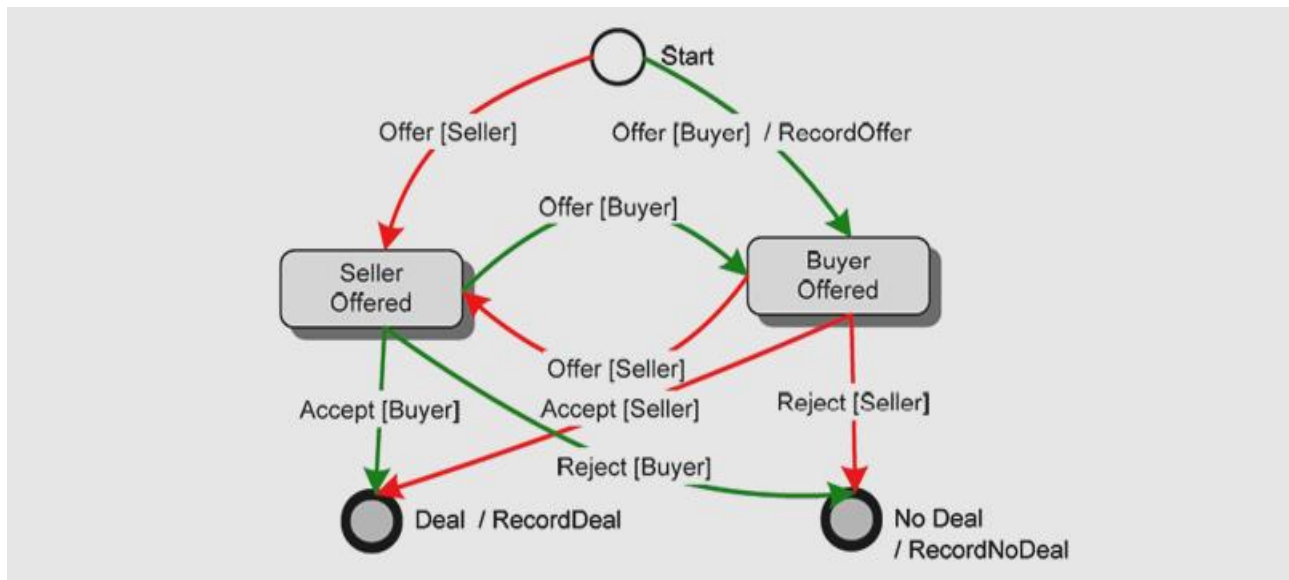 Start
Offer [Seller]
Offer [Buyer] / RecordOffer
Offer [Buyer]
Seller
Offered
Buyer
Offered
Offer [Seller]
Accept [Buyer]
Accept [Seller]
Reject [Seller]
Reject [Buyer]
Deal / RecordDeal
No Deal
/ RecordNoDeal